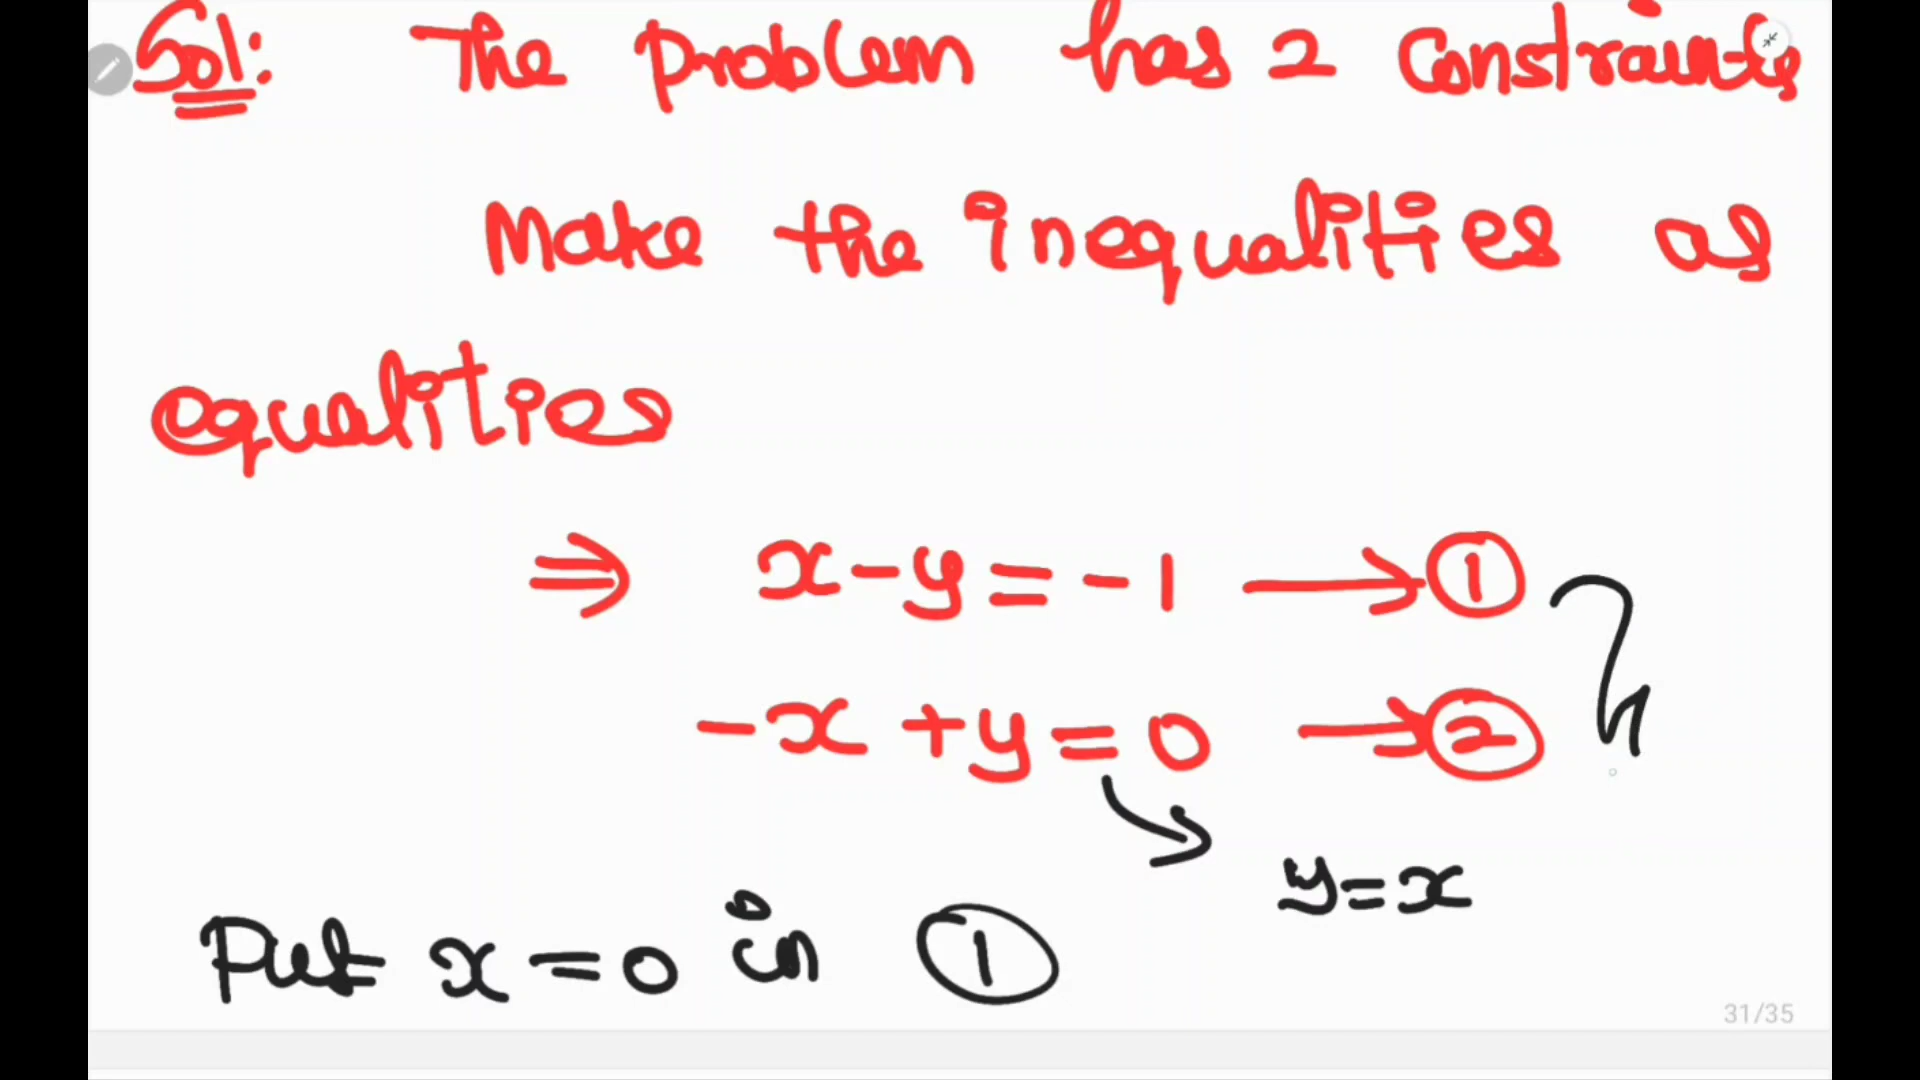 Sol: The problem has 2 constraints
Make the inequalities as
equalities
⇒ x - y = -1 → ①
-x + y = 0 → ②
y = x
Put x = 0 in ①
31/35